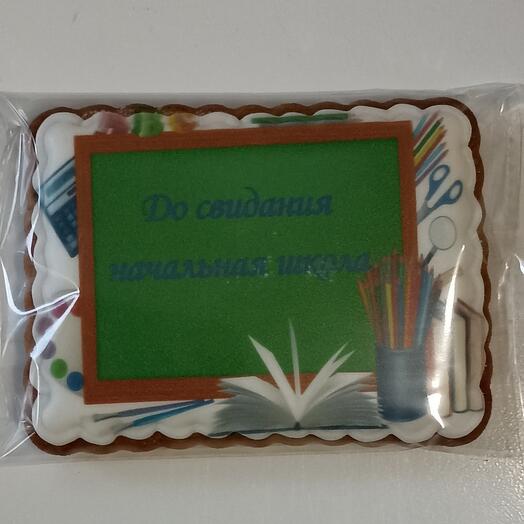 До свидания
начальная школа